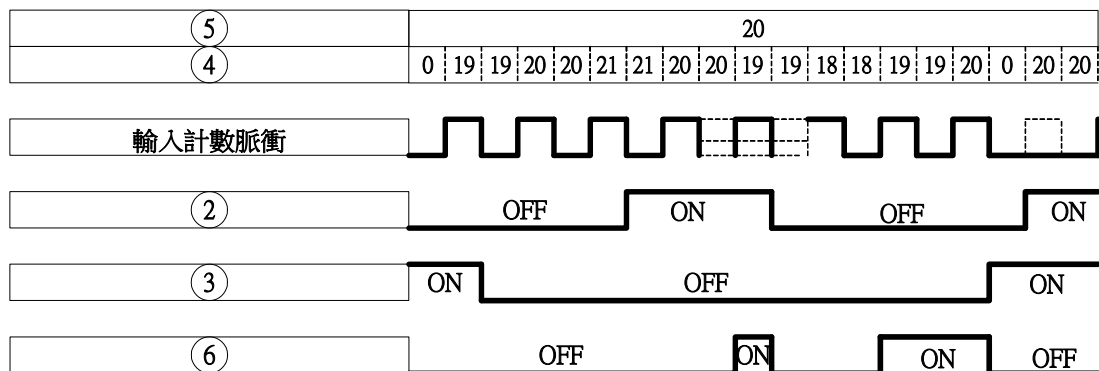 ⑤ 20
④ 0 19 19 20 20 21 21 20 20 19 19 18 18 19 19 20 0 20 20
輸入計數脈衝
② OFF ON OFF ON
③ ON OFF ON
⑥ OFF ON ON OFF